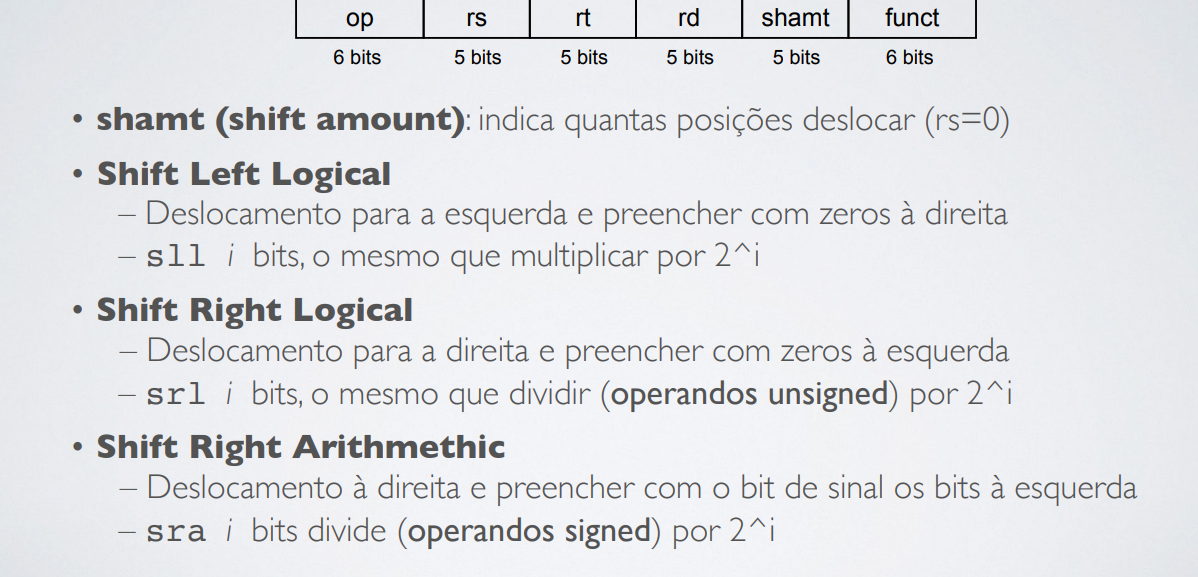 op rs rt rd shamt funct
6 bits 5 bits 5 bits 5 bits 5 bits 6 bits
• shamt (shift amount): indica quantas posições deslocar (rs=0)
• Shift Left Logical
– Deslocamento para a esquerda e preencher com zeros à direita
– sll i bits, o mesmo que multiplicar por 2^i
• Shift Right Logical
– Deslocamento para a direita e preencher com zeros à esquerda
– srl i bits, o mesmo que dividir (operandos unsigned) por 2^i
• Shift Right Arithmethic
– Deslocamento à direita e preencher com o bit de sinal os bits à esquerda
– sra i bits divide (operandos signed) por 2^i